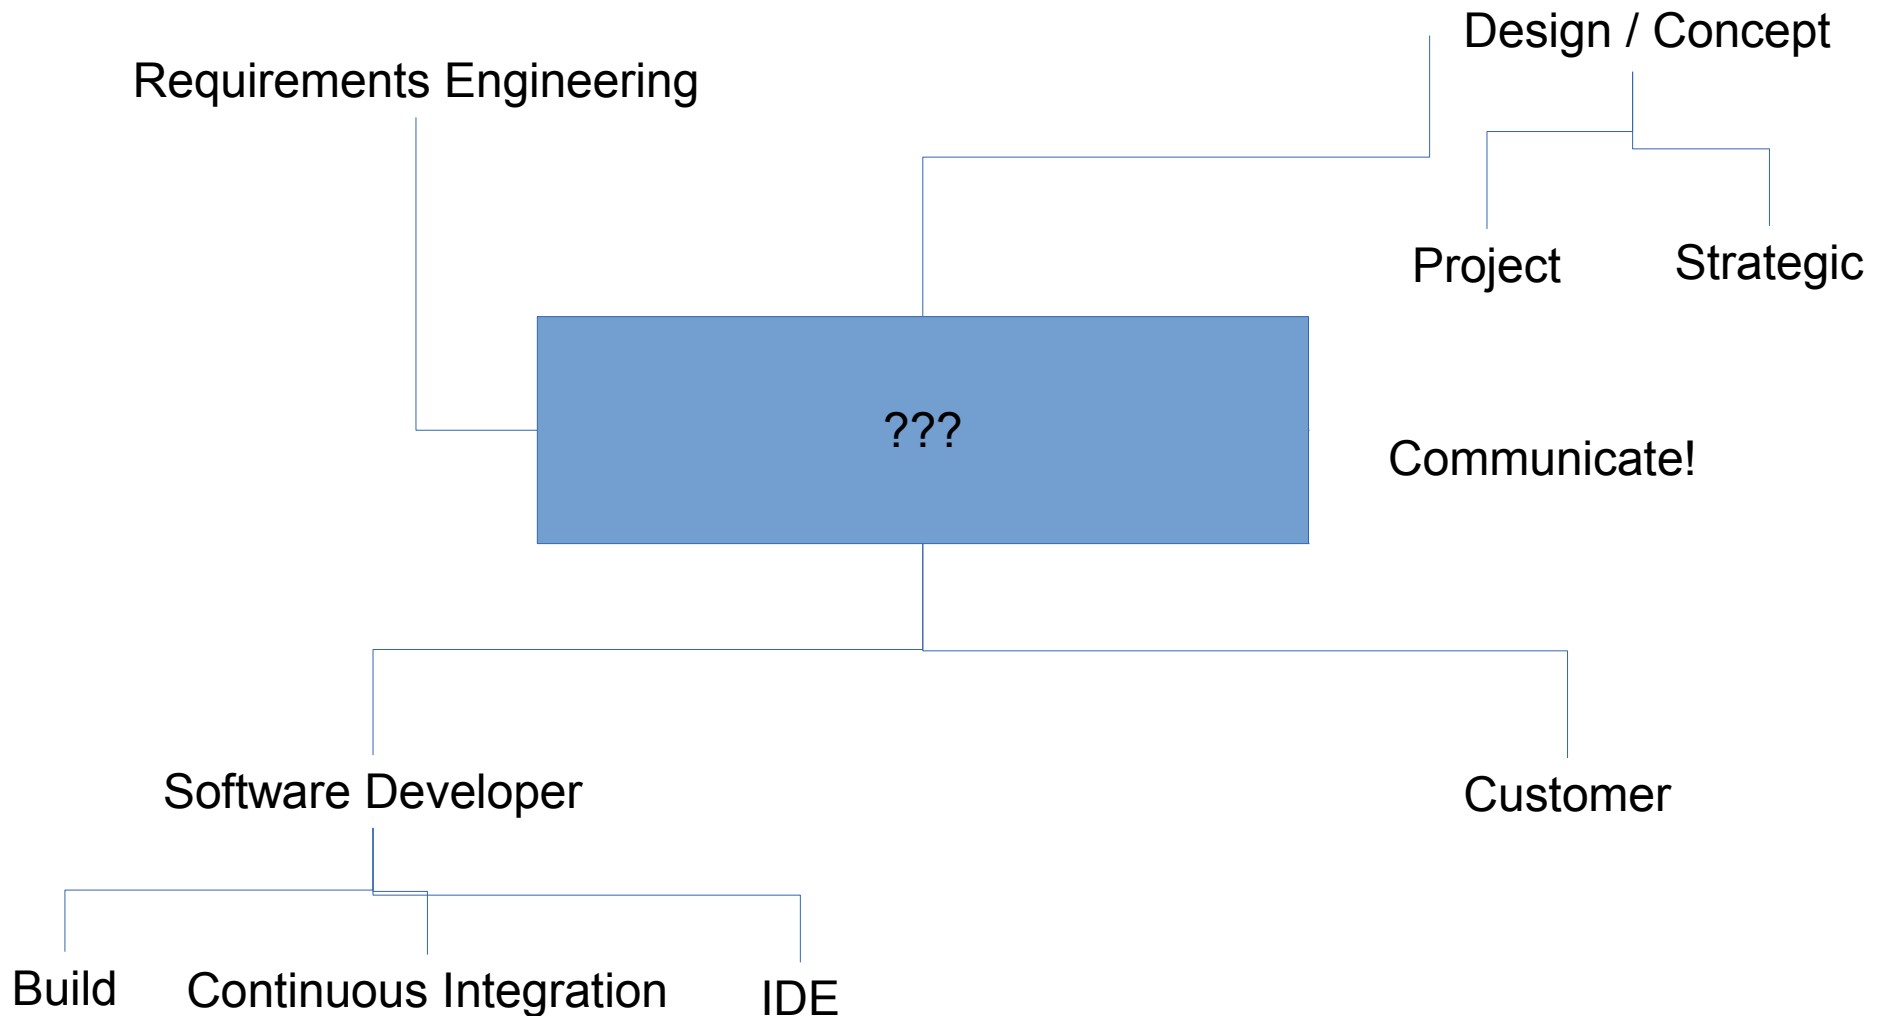 Design / Concept
Requirements Engineering
Project
Strategic
???
Communicate!
Software Developer
Customer
Build
Continuous Integration
IDE